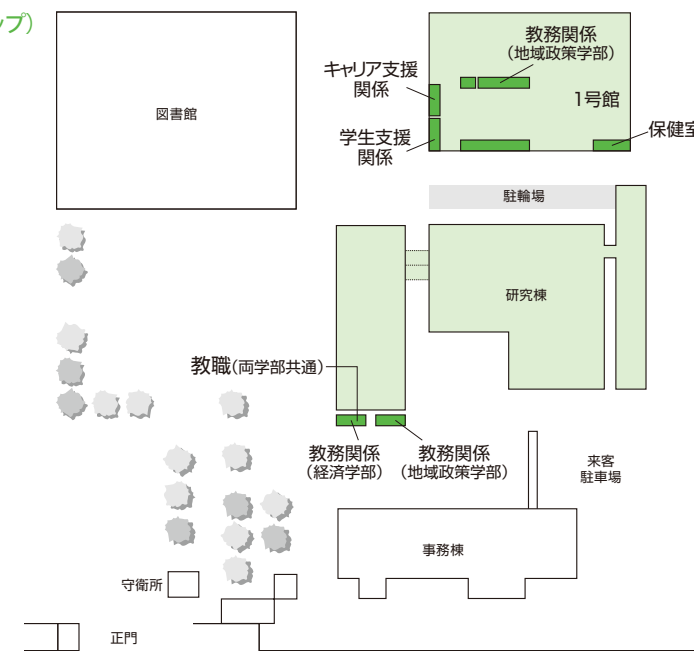 ップ)
図書館
教務関係
(地域政策学部)
キャリア支援
関係
1号館
学生支援
関係
保健室
駐輪場
研究棟
教職(両学部共通)
教務関係
(経済学部)
教務関係
(地域政策学部)
来客
駐車場
事務棟
守衛所
正門